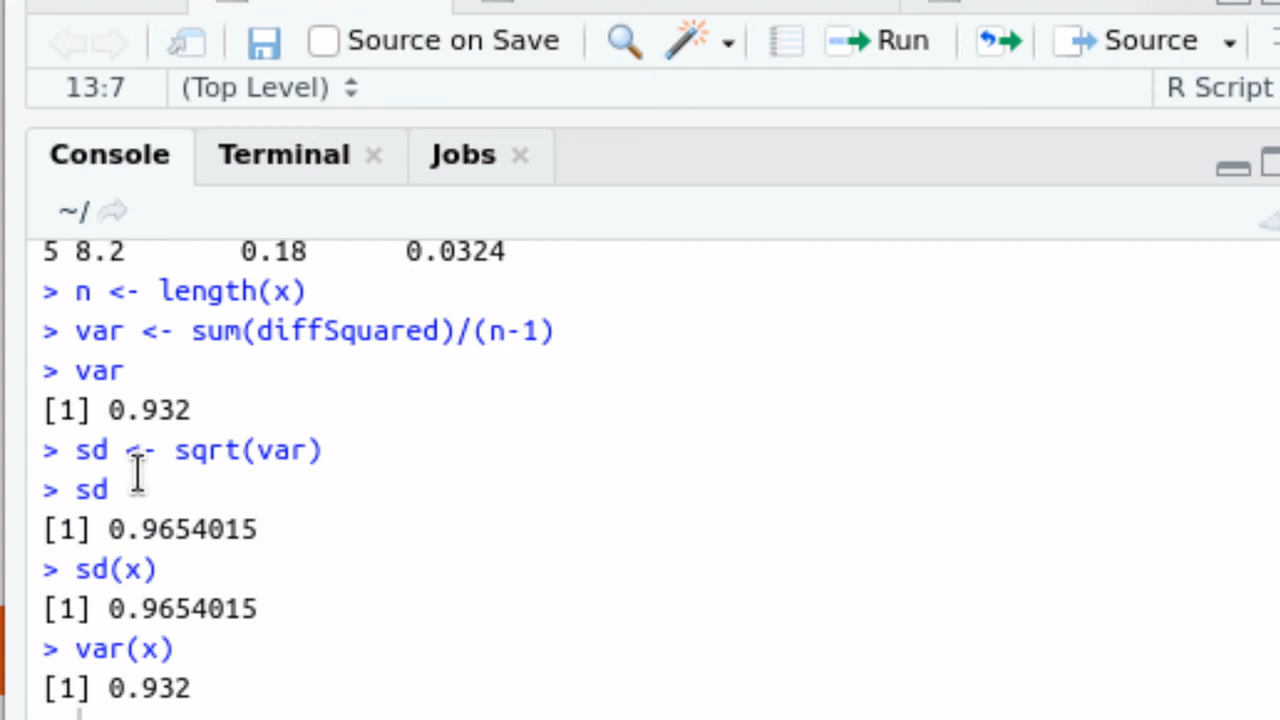 Source on Save Run Source
13:7 (Top Level) R Script
Console Terminal Jobs
~/
5 8.2 0.18 0.0324
> n <- length(x)
> var <- sum(diffSquared)/(n-1)
> var
[1] 0.932
> sd <- sqrt(var)
> sd
[1] 0.9654015
> sd(x)
[1] 0.9654015
> var(x)
[1] 0.932